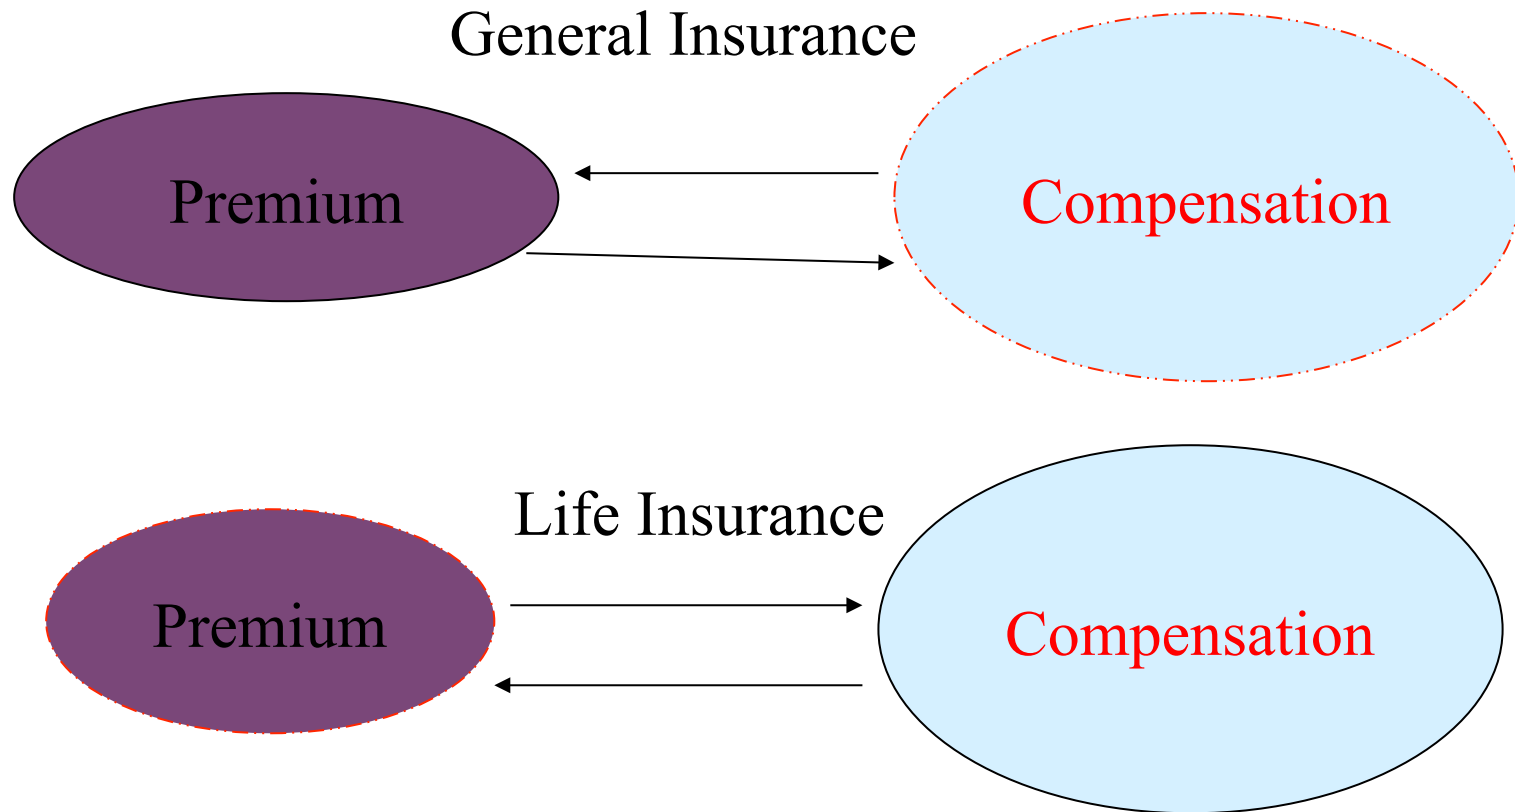 General Insurance
Premium
Compensation
Life Insurance
Premium
Compensation